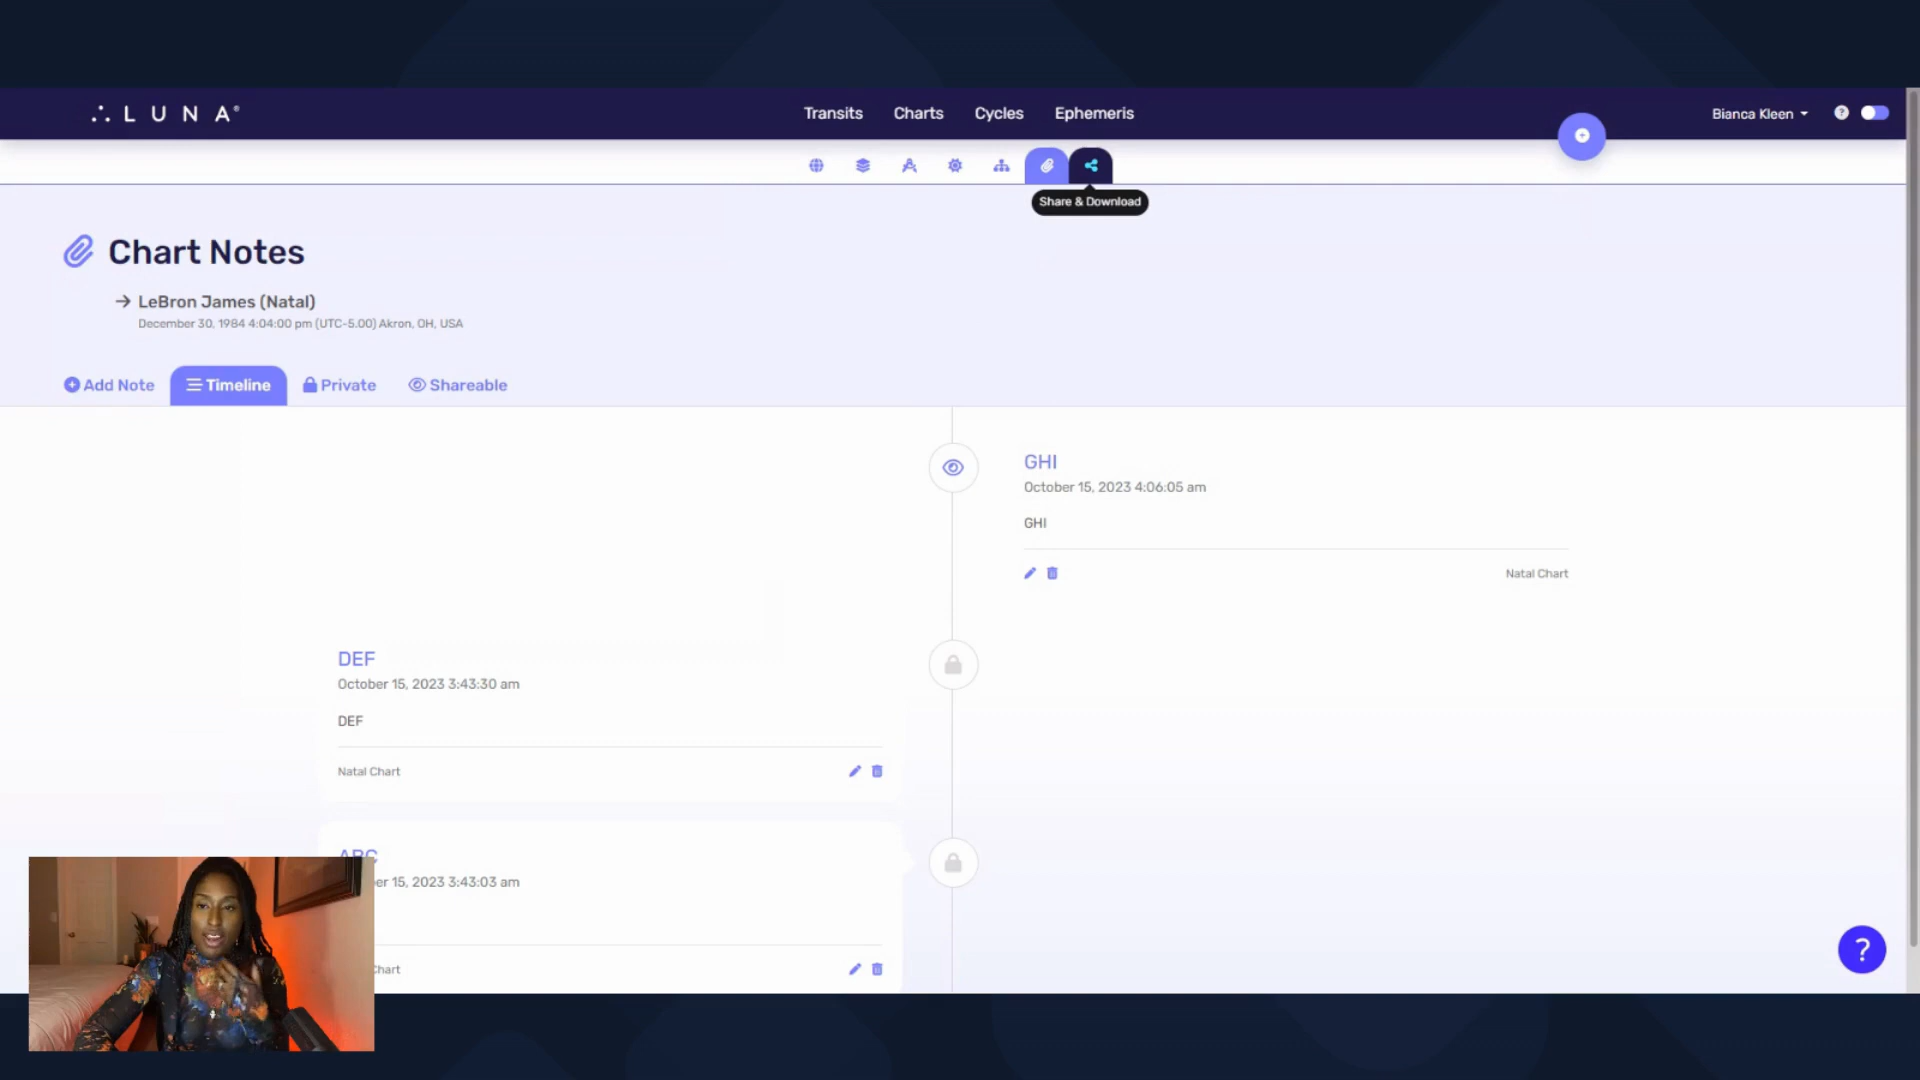 LUNA®
Transits Charts Cycles Ephemeris
Bianca Kleen
?
Share & Download
Chart Notes
→ LeBron James (Natal)
December 30, 1984 4:04:00 pm (UTC-5.00) Akron, OH, USA
Add Note Timeline Private Shareable
GHI
October 15, 2023 4:06:05 am
GHI
Natal Chart
DEF
October 15, 2023 3:43:30 am
DEF
Natal Chart
ABC
15, 2023 3:43:03 am
Chart
?